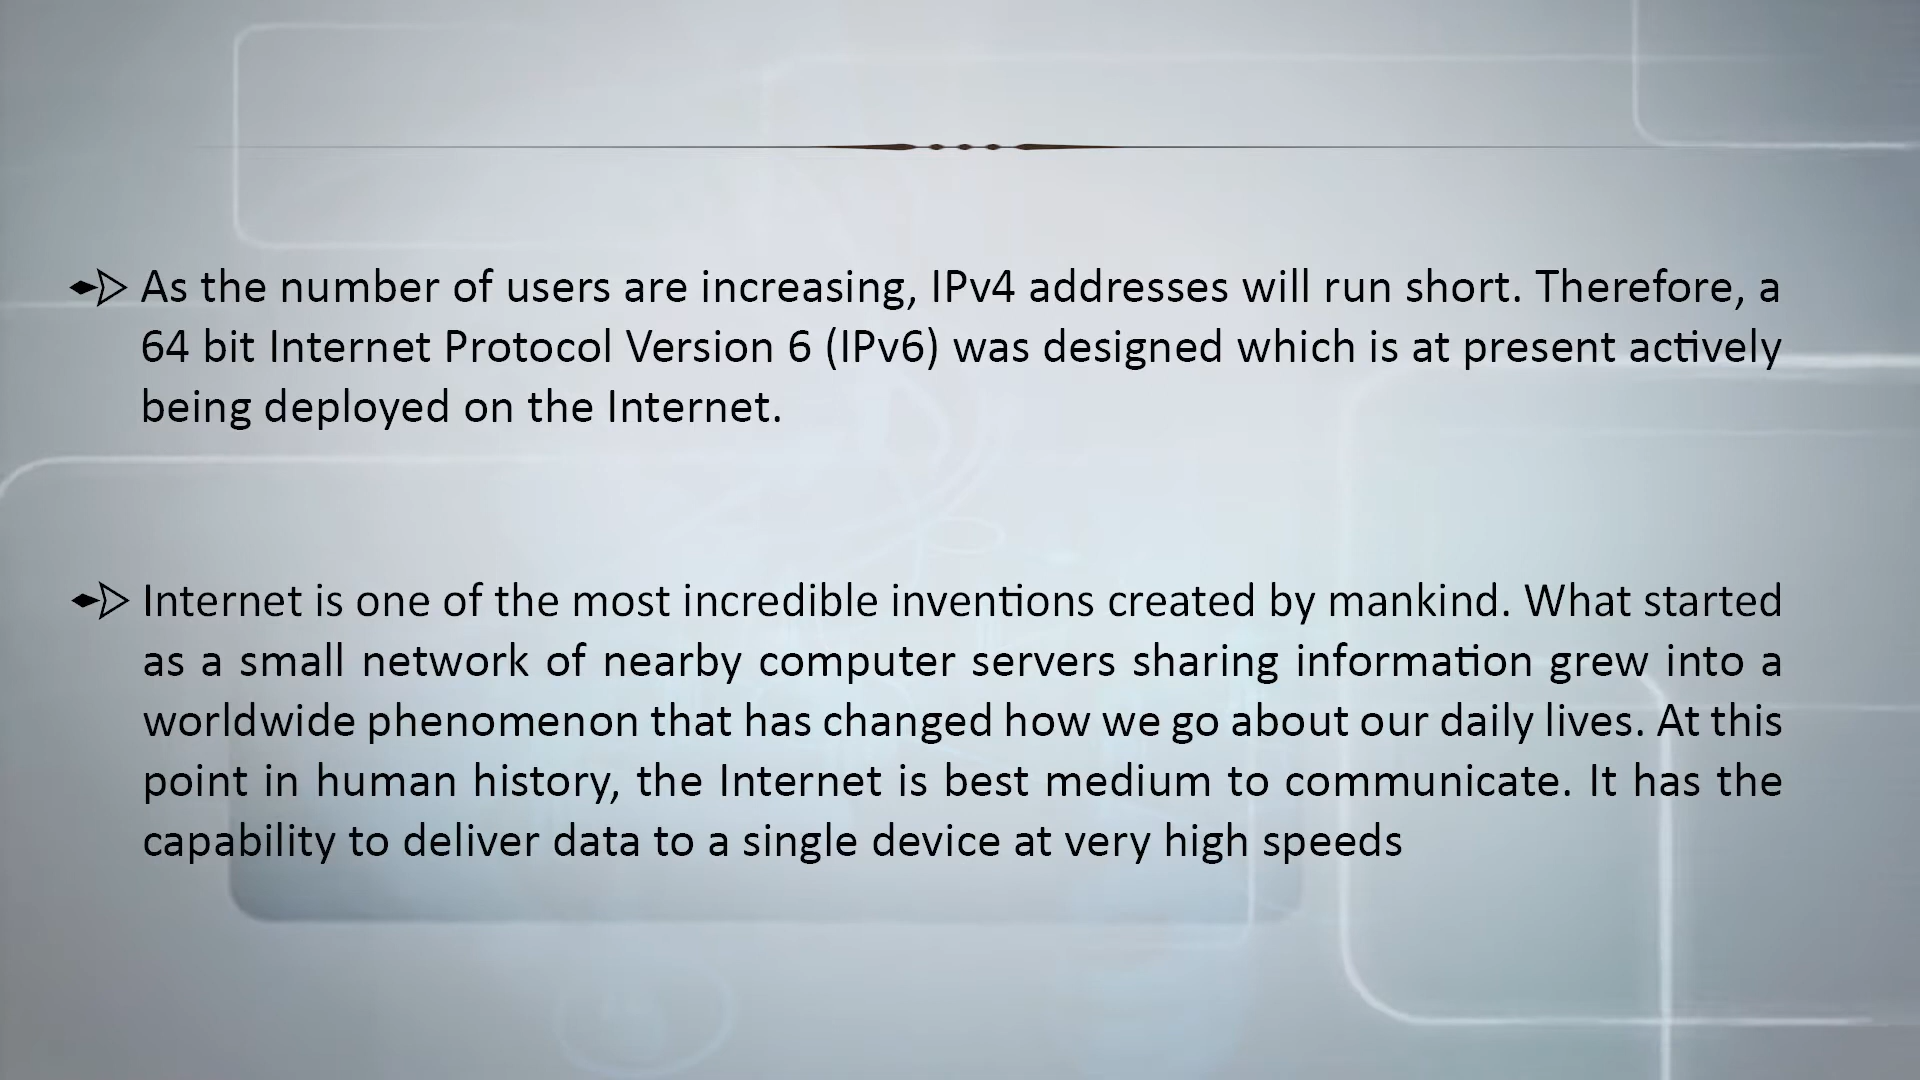 As the number of users are increasing, IPv4 addresses will run short. Therefore, a
64 bit Internet Protocol Version 6 (IPv6) was designed which is at present actively
being deployed on the Internet.
Internet is one of the most incredible inventions created by mankind. What started
as a small network of nearby computer servers sharing information grew into a
worldwide phenomenon that has changed how we go about our daily lives. At this
point in human history, the Internet is best medium to communicate. It has the
capability to deliver data to a single device at very high speeds